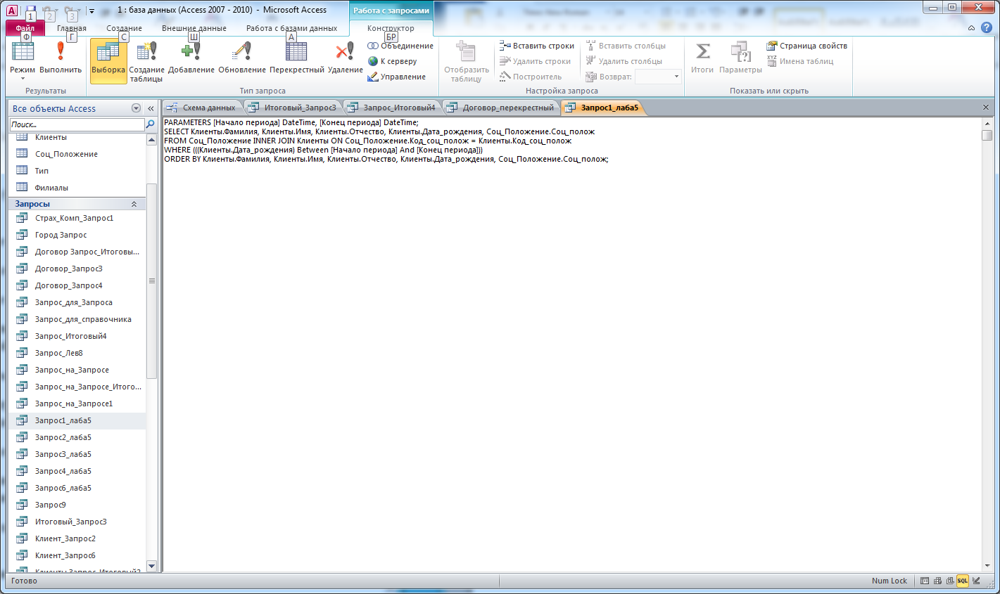 1 : база данных (Access 2007 - 2010) - Microsoft Access
Работа с запросами
1
2
3
Файл
Главная
Создание
Внешние данные
Работа с базами данных
Конструктор
Ф
Г
С
Ш
А
БР
Режим
Выполнить
Выборка
Создание таблицы
Добавление
Обновление
Перекрестный
Удаление
Объединение
К серверу
Управление
Отобразить таблицу
Вставить строки
Удалить строки
Построитель
Вставить столбцы
Удалить столбцы
Возврат:
Итоги
Параметры
Страница свойств
XYZ
Имена таблиц
Результаты
Тип запроса
Настройка запроса
Показать или скрыть
Все объекты Access
Поиск...
Клиенты
Соц_Положение
Тип
Филиалы
Запросы
Страх_Комп_Запрос1
Город Запрос
Договор Запрос_Итоговы...
Договор_Запрос3
Договор_Запрос4
Запрос_для_Запроса
Запрос_для_справочника
Запрос_Итоговый4
Запрос_Лев8
Запрос_на_Запросе
Запрос_на_Запросе_Итого...
Запрос_на_Запросе1
Запрос1_лаба5
Запрос2_лаба5
Запрос3_лаба5
Запрос4_лаба5
Запрос6_лаба5
Запрос9
Итоговый_Запрос3
Клиент_Запрос2
Клиент_Запрос6
Клиенты Запрос_Итоговый2
Схема данных
Итоговый_Запрос3
Запрос_Итоговый4
Договор_перекрестный
Запрос1_лаба5
PARAMETERS [Начало периода] DateTime, [Конец периода] DateTime;
SELECT Клиенты.Фамилия, Клиенты.Имя, Клиенты.Отчество, Клиенты.Дата_рождения, Соц_Положение.Соц_полож
FROM Соц_Положение INNER JOIN Клиенты ON Соц_Положение.Код_соц_полож = Клиенты.Код_соц_полож
WHERE (((Клиенты.Дата_рождения) Between [Начало периода] And [Конец периода]))
ORDER BY Клиенты.Фамилия, Клиенты.Имя, Клиенты.Отчество, Клиенты.Дата_рождения, Соц_Положение.Соц_полож;
Готово
Num Lock
SQL